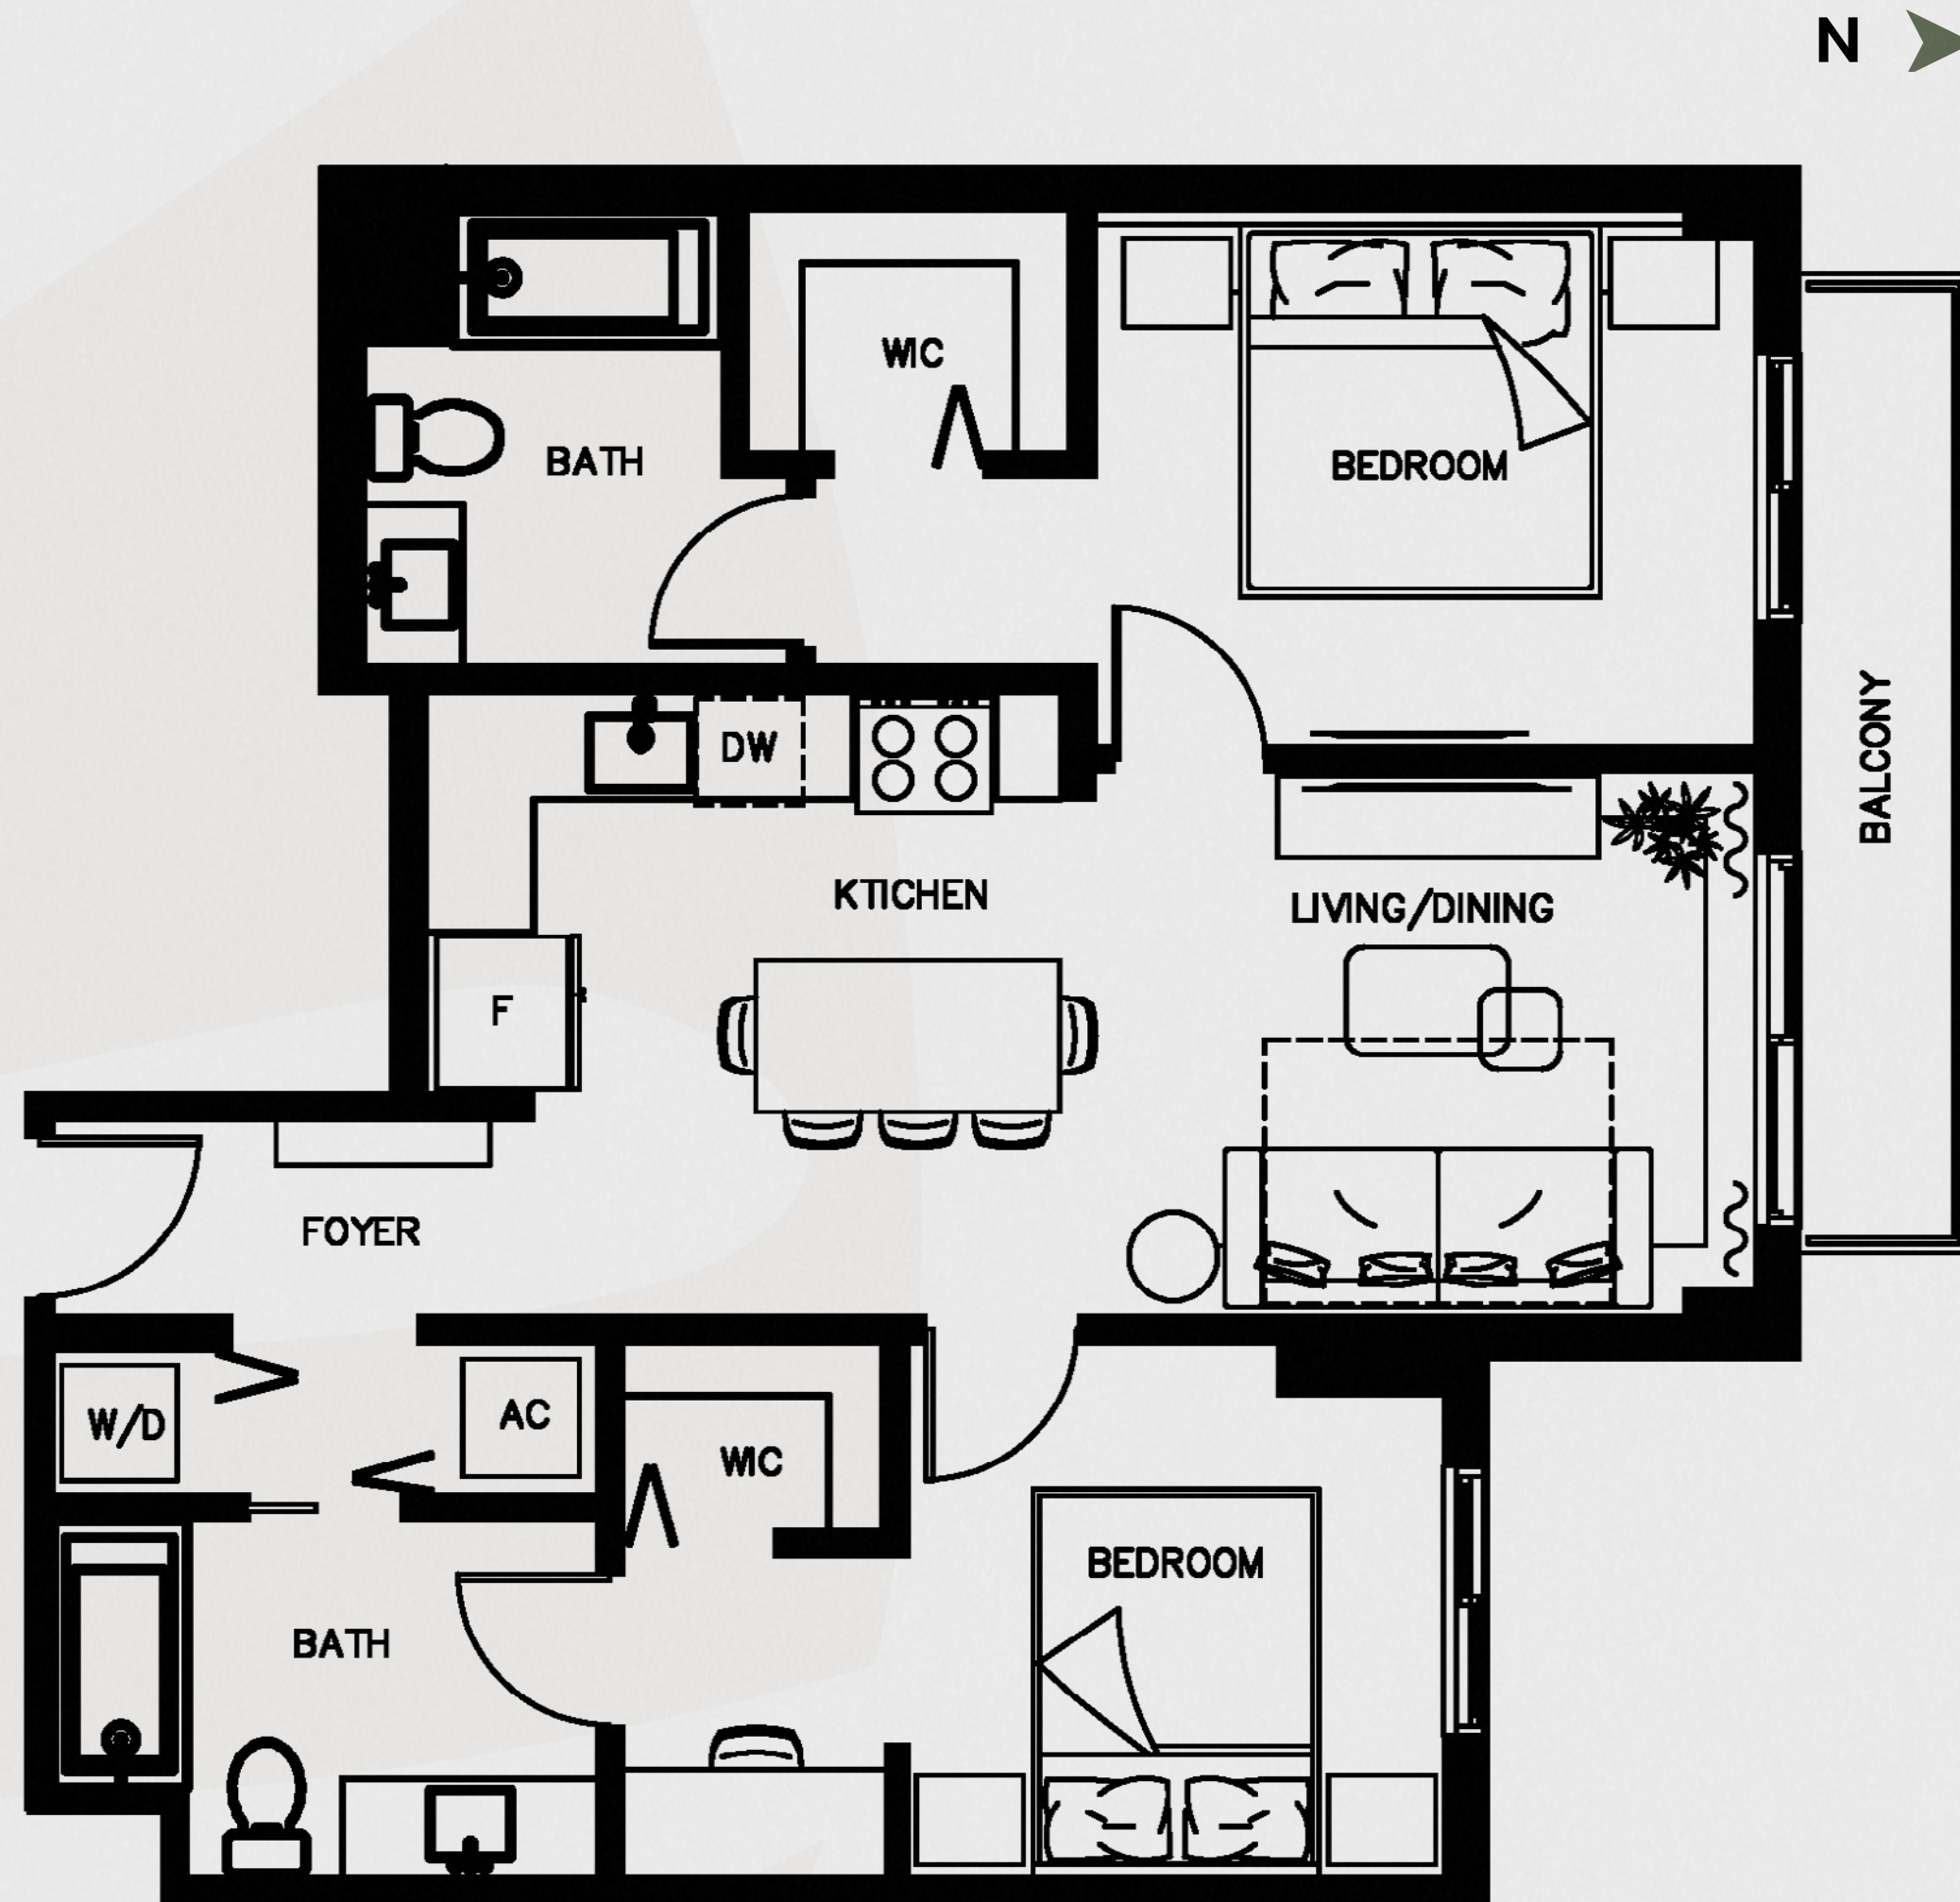 N
WIC
BATH
BEDROOM
DW
BALCONY
KTICHEN
LIVING/DINING
F
FOYER
W/D
AC
WIC
BEDROOM
BATH